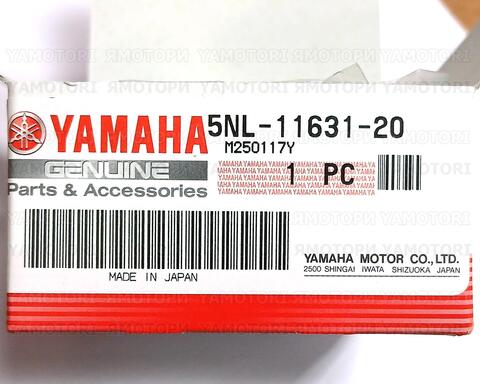 YAMAHA
GENUINE
Parts & Accessories
5NL-11631-20
M250117Y
1 PC
MADE IN JAPAN
YAMAHA MOTOR CO.,LTD.
2500 SHINGAI IWATA SHIZUOKA JAPAN
YAMOTORI ЯМОТОРИ YAMOTORI ЯМОТОРИ YAMOTORI